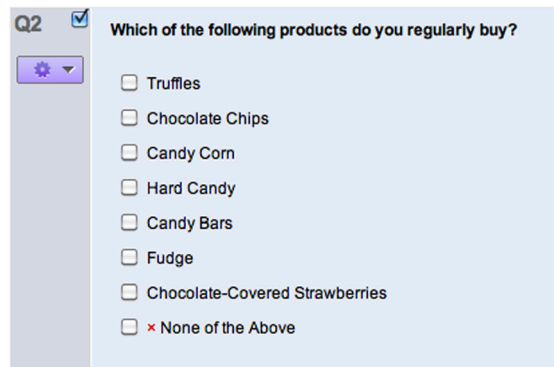 Q2
Which of the following products do you regularly buy?
Truffles
Chocolate Chips
Candy Corn
Hard Candy
Candy Bars
Fudge
Chocolate-Covered Strawberries
× None of the Above